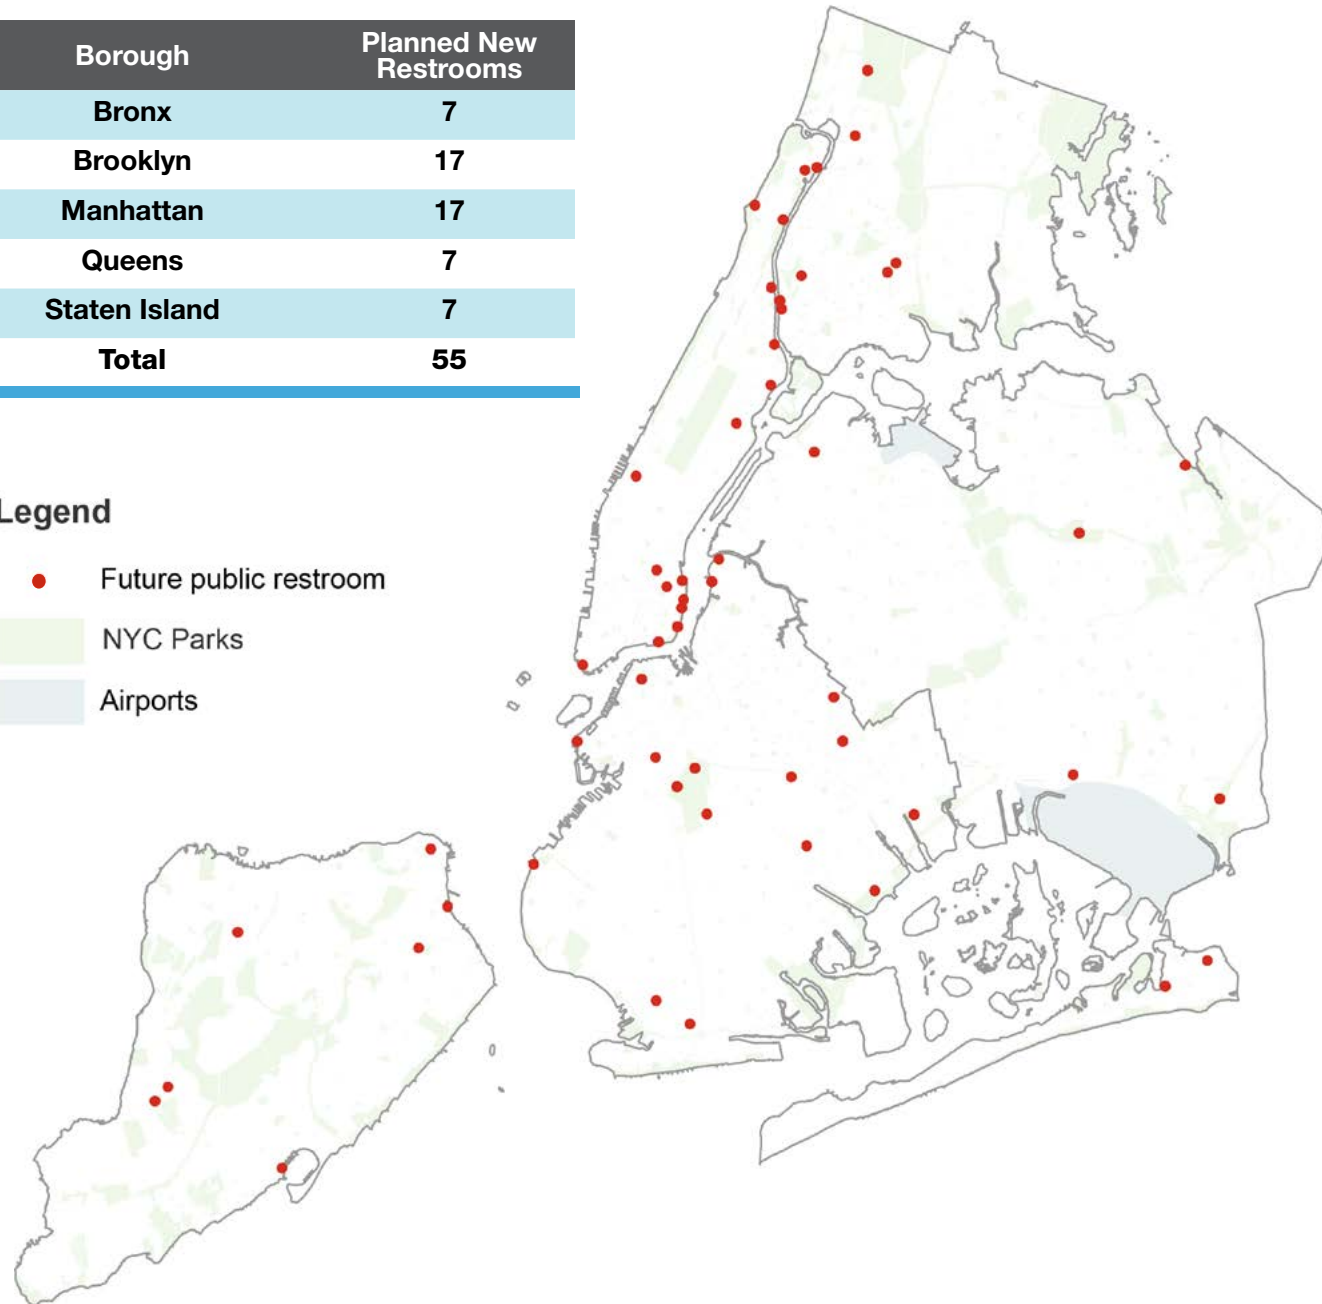 Borough Planned New Restrooms
Bronx 7
Brooklyn 17
Manhattan 17
Queens 7
Staten Island 7
Total 55
Legend
Future public restroom
NYC Parks
Airports